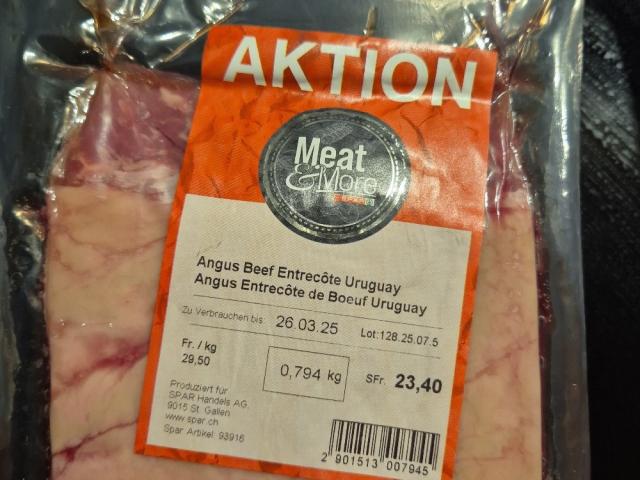 AKTION
Meat
& More
SPAR
Angus Beef Entrecôte Uruguay
Angus Entrecôte de Boeuf Uruguay
Zu Verbrauchen bis: 26.03.25 Lot:128.25.07.5
Fr. / kg
29,50
0,794 kg
SFr. 23,40
Produziert für
SPAR Handels AG.
9015 St. Gallen
www.spar.ch
Spar Artikel: 93916
2 901513 007945